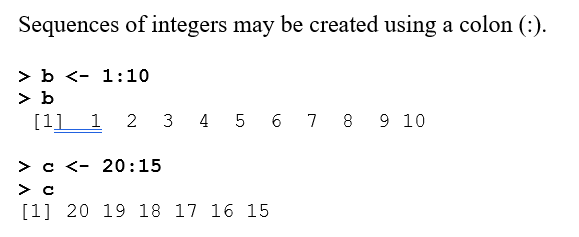 Sequences of integers may be created using a colon (:).
> b <- 1:10
> b
[1] 1 2 3 4 5 6 7 8 9 10
> c <- 20:15
> c
[1] 20 19 18 17 16 15